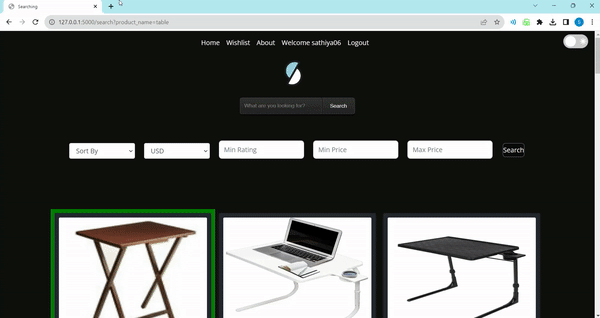 Searching
127.0.0.1:5000/search?product_name=table
Home Wishlist About Welcome sathiya06 Logout
What are you looking for? Search
Sort By USD Min Rating Min Price Max Price Search